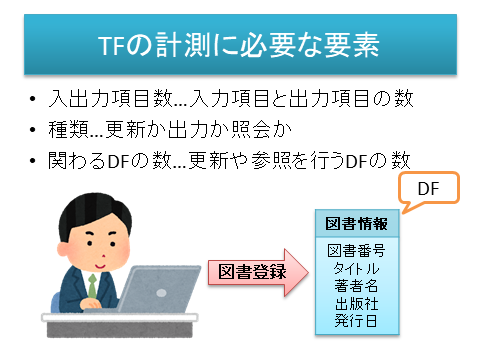 TFの計測に必要な要素
• 入出力項目数…入力項目と出力項目の数
• 種類…更新か出力か照会か
• 関わるDFの数…更新や参照を行うDFの数
DF
図書情報
図書登録
図書番号
タイトル
著者名
出版社
発行日